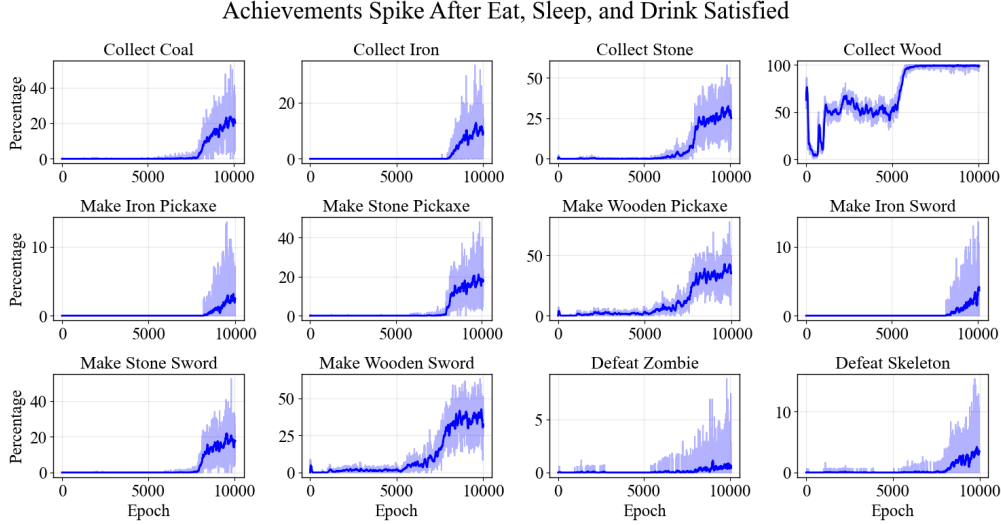 Achievements Spike After Eat, Sleep, and Drink Satisfied
Collect Coal
Collect Iron
Collect Stone
Collect Wood
Percentage
40
20
0
20
0
50
25
0
100
50
0
0 5000 10000
0 5000 10000
0 5000 10000
0 5000 10000
Make Iron Pickaxe
Make Stone Pickaxe
Make Wooden Pickaxe
Make Iron Sword
Percentage
10
5
0
40
20
0
50
0
10
5
0
0 5000 10000
0 5000 10000
0 5000 10000
0 5000 10000
Make Stone Sword
Make Wooden Sword
Defeat Zombie
Defeat Skeleton
Percentage
40
20
0
50
25
0
5
0
10
0
0 5000 10000
0 5000 10000
0 5000 10000
0 5000 10000
Epoch
Epoch
Epoch
Epoch